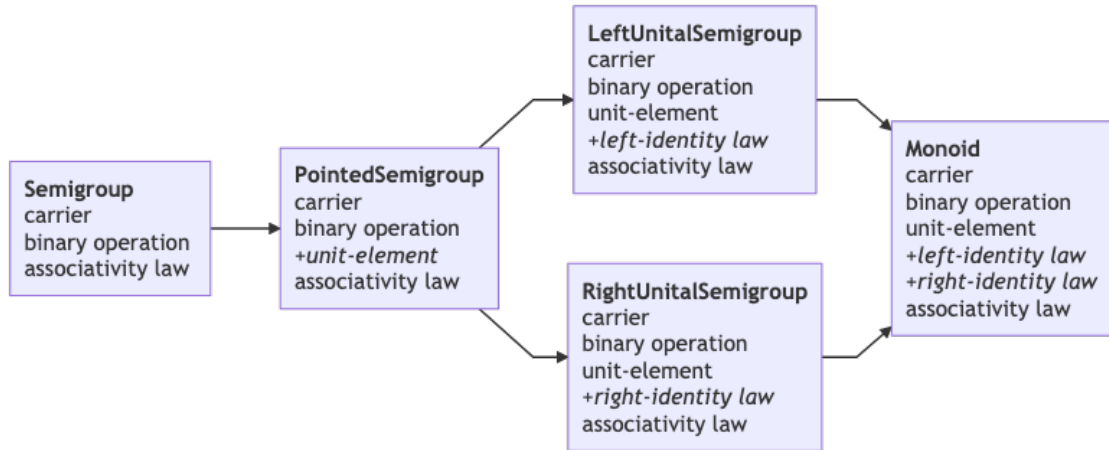 Semigroup
carrier
binary operation
associativity law
PointedSemigroup
carrier
binary operation
+unit-element
associativity law
LeftUnitalSemigroup
carrier
binary operation
unit-element
+left-identity law
associativity law
RightUnitalSemigroup
carrier
binary operation
unit-element
+right-identity law
associativity law
Monoid
carrier
binary operation
unit-element
+left-identity law
+right-identity law
associativity law